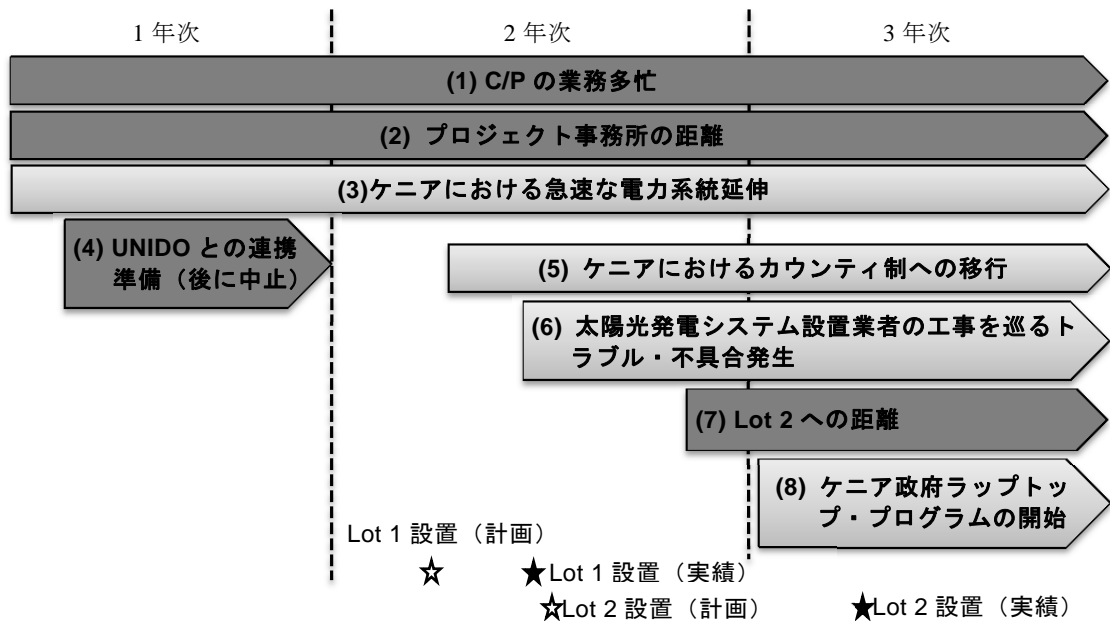 1 年次
2 年次
3 年次
(1) C/P の業務多忙
(2) プロジェクト事務所の距離
(3)ケニアにおける急速な電力系統延伸
(4) UNIDO との連携
準備（後に中止）
(5) ケニアにおけるカウンティ制への移行
(6) 太陽光発電システム設置業者の工事を巡るト
ラブル・不具合発生
(7) Lot 2 への距離
(8) ケニア政府ラップトッ
プ・プログラムの開始
Lot 1 設置（計画）
☆
★Lot 1 設置（実績）
☆Lot 2 設置（計画）
★Lot 2 設置（実績）